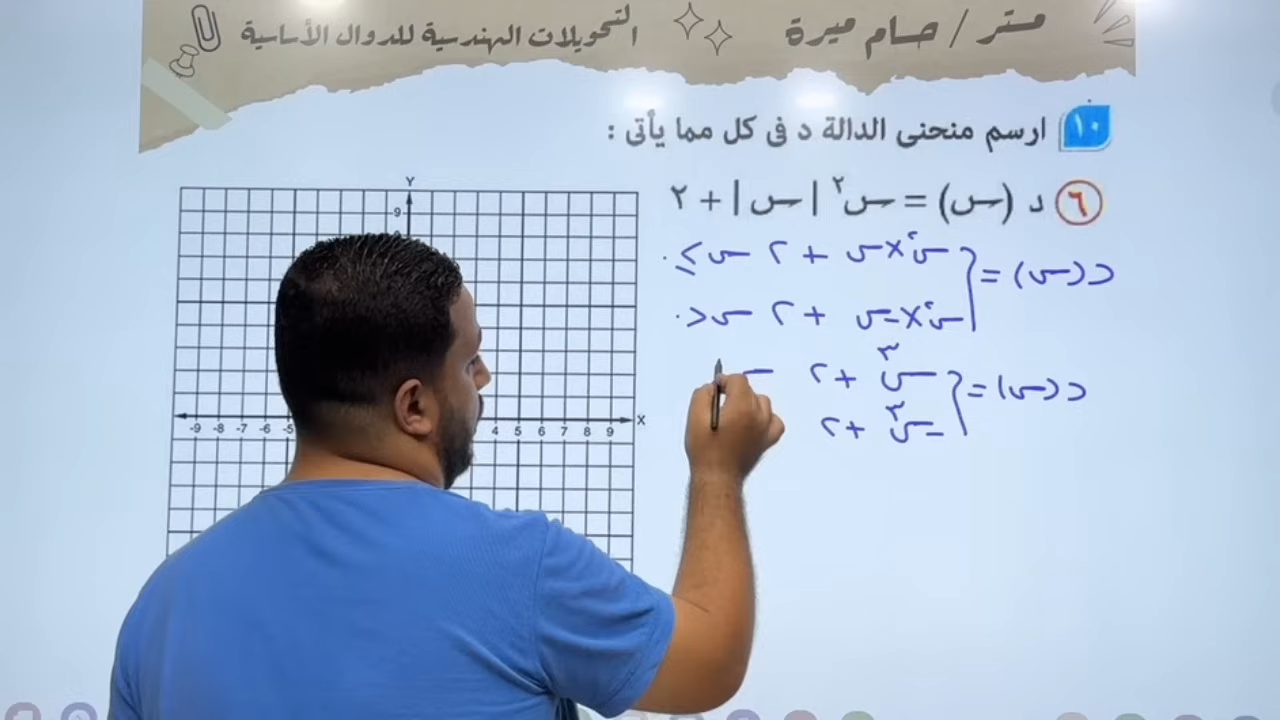 مستر / حسام ميرة
التحويلات الهندسية للدوال الأساسية
١٠ ارسم منحنى الدالة د فى كل مما يأتى :
٦ د (س) = س٢ |س| + ٢
د(س) = { س٢×س + ٢ س ≥ ٠
س٢×-س + ٢ س < ٠
د(س) = { س٣ + ٢ س
-س٣ + ٢
Y
9
-9 -8 -7 -6 -5 4 5 6 7 8 9 X